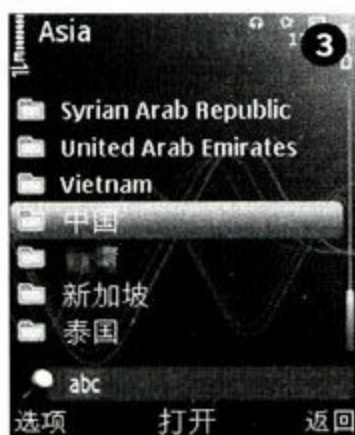 Asia
3
Syrian Arab Republic
United Arab Emirates
Vietnam
中国
新加坡
泰国
abc
选项 打开 返回